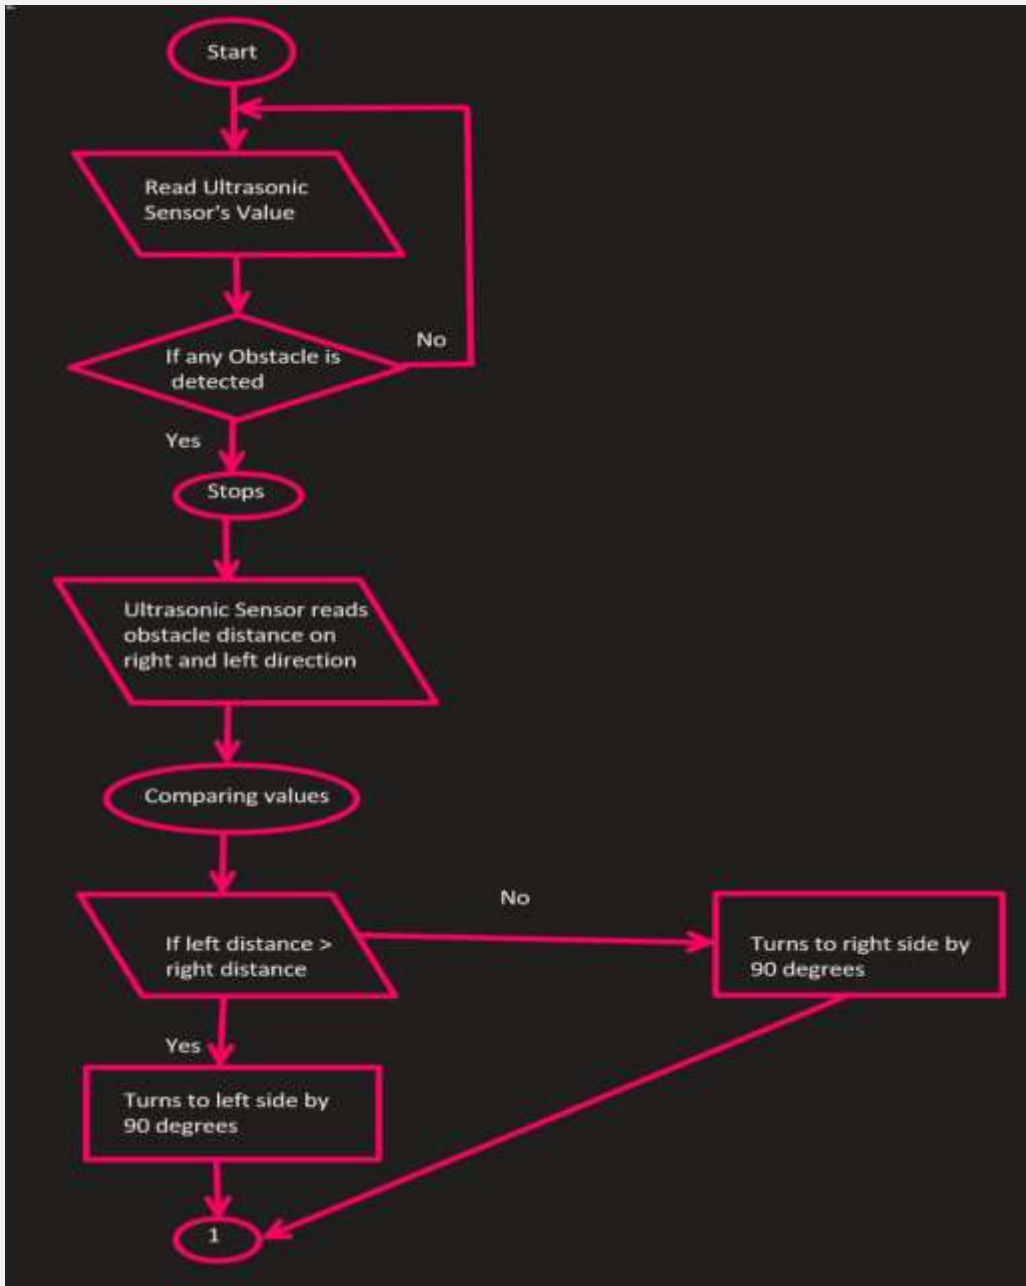 Start
Read Ultrasonic
Sensor's Value
No
If any Obstacle is
detected
Yes
Stops
Ultrasonic Sensor reads
obstacle distance on
right and left direction
Comparing values
No
If left distance >
right distance
Turns to right side by
90 degrees
Yes
Turns to left side by
90 degrees
1